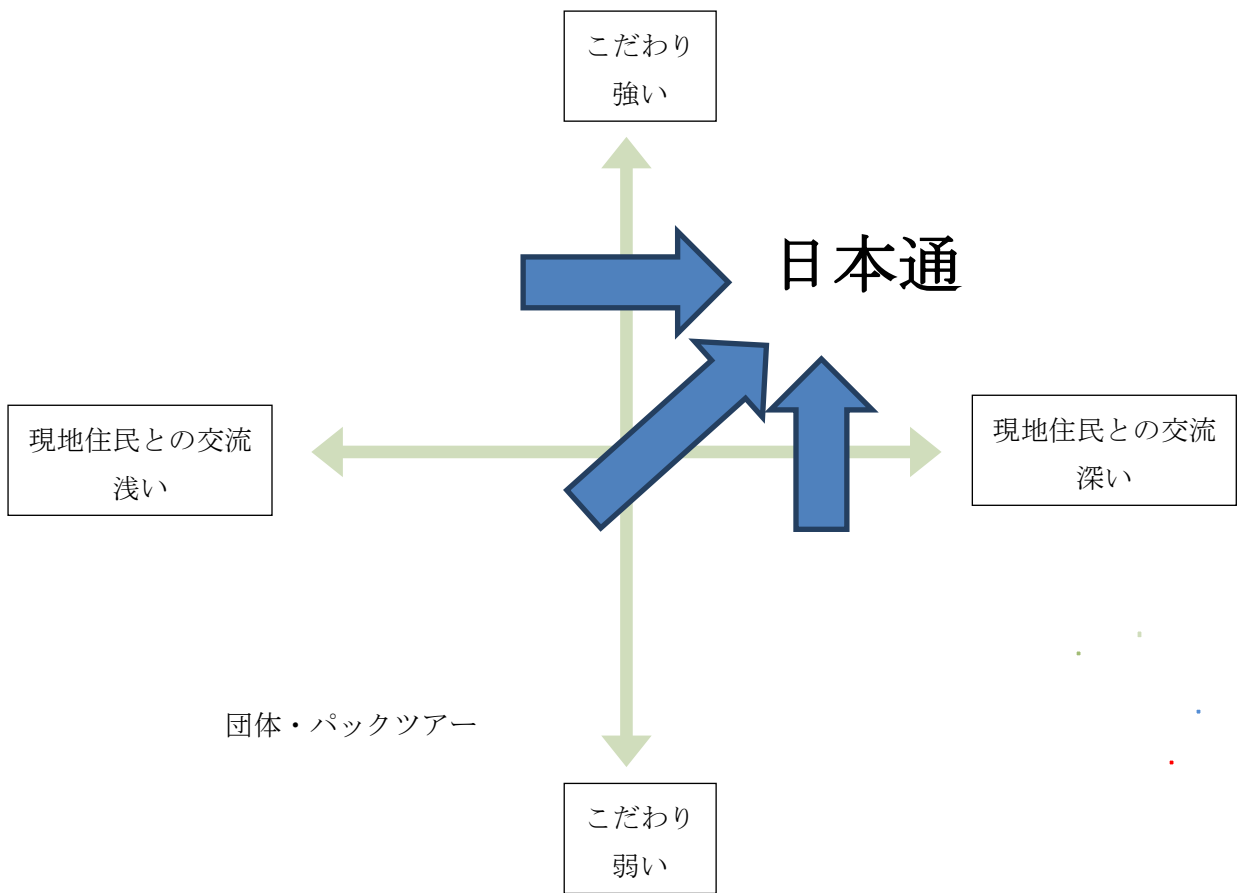 こだわり
強い
日本通
現地住民との交流
浅い
現地住民との交流
深い
団体・パックツアー
こだわり
弱い